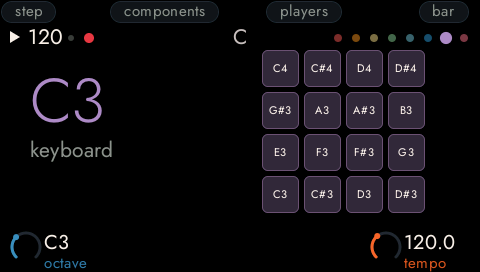 step components players bar
120 C
C3
keyboard
C4 C#4 D4 D#4
G#3 A3 A#3 B3
E3 F3 F#3 G3
C3 C#3 D3 D#3
C3
octave
120.0
tempo